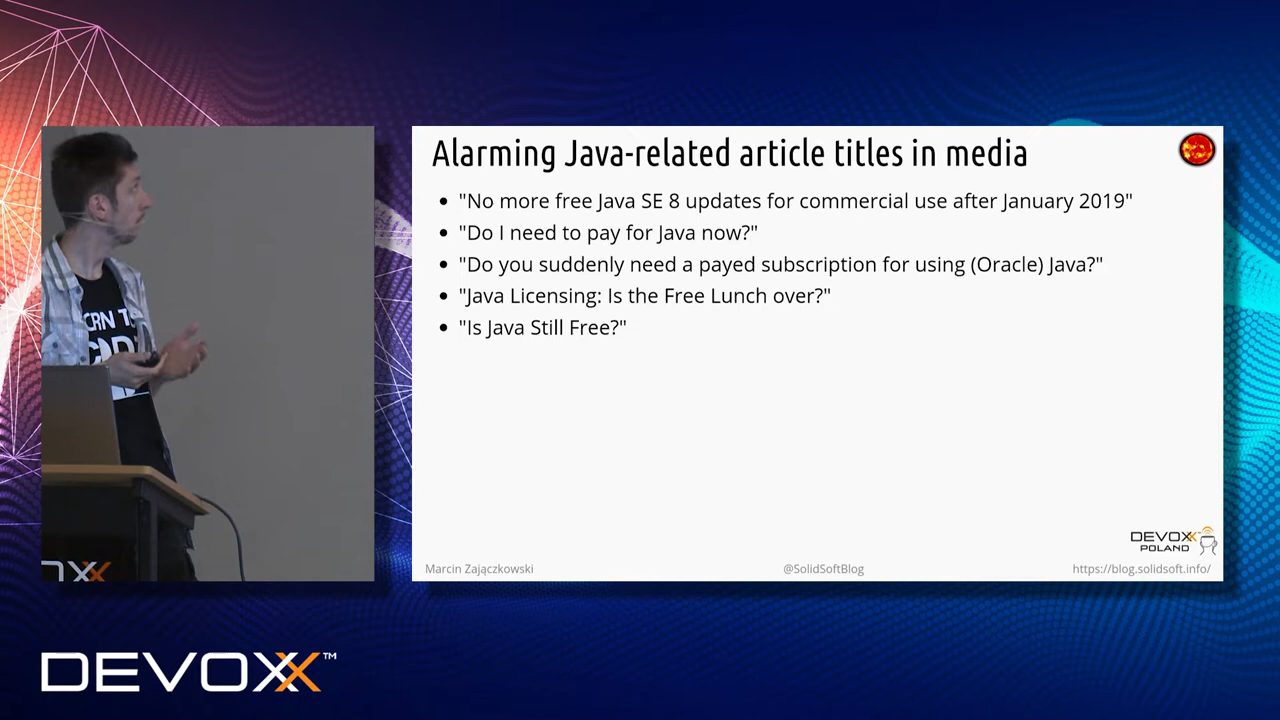 Alarming Java-related article titles in media
• "No more free Java SE 8 updates for commercial use after January 2019"
• "Do I need to pay for Java now?"
• "Do you suddenly need a payed subscription for using (Oracle) Java?"
• "Java Licensing: Is the Free Lunch over?"
• "Is Java Still Free?"
DEVOXX
POLAND
Marcin Zajączkowski
@SolidSoftBlog
https://blog.solidsoft.info/
DEVOXX™